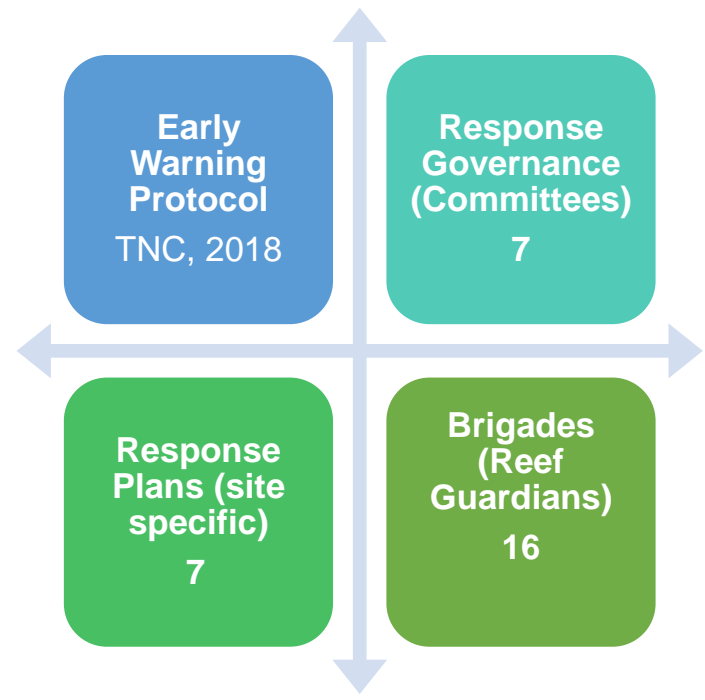 Early
Warning
Protocol
TNC, 2018
Response
Governance
(Committees)
7
Response
Plans (site
specific)
7
Brigades
(Reef
Guardians)
16